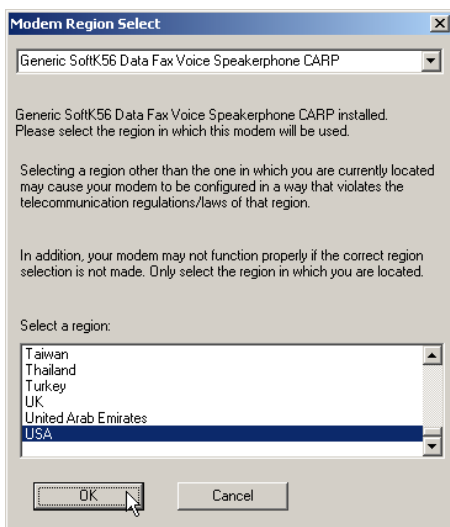 Modem Region Select
Generic SoftK56 Data Fax Voice Speakerphone CARP
Generic SoftK56 Data Fax Voice Speakerphone CARP installed.
Please select the region in which this modem will be used.
Selecting a region other than the one in which you are currently located
may cause your modem to be configured in a way that violates the
telecommunication regulations/laws of that region.
In addition, your modem may not function properly if the correct region
selection is not made. Only select the region in which you are located.
Select a region:
Taiwan
Thailand
Turkey
UK
United Arab Emirates
USA
OK
Cancel